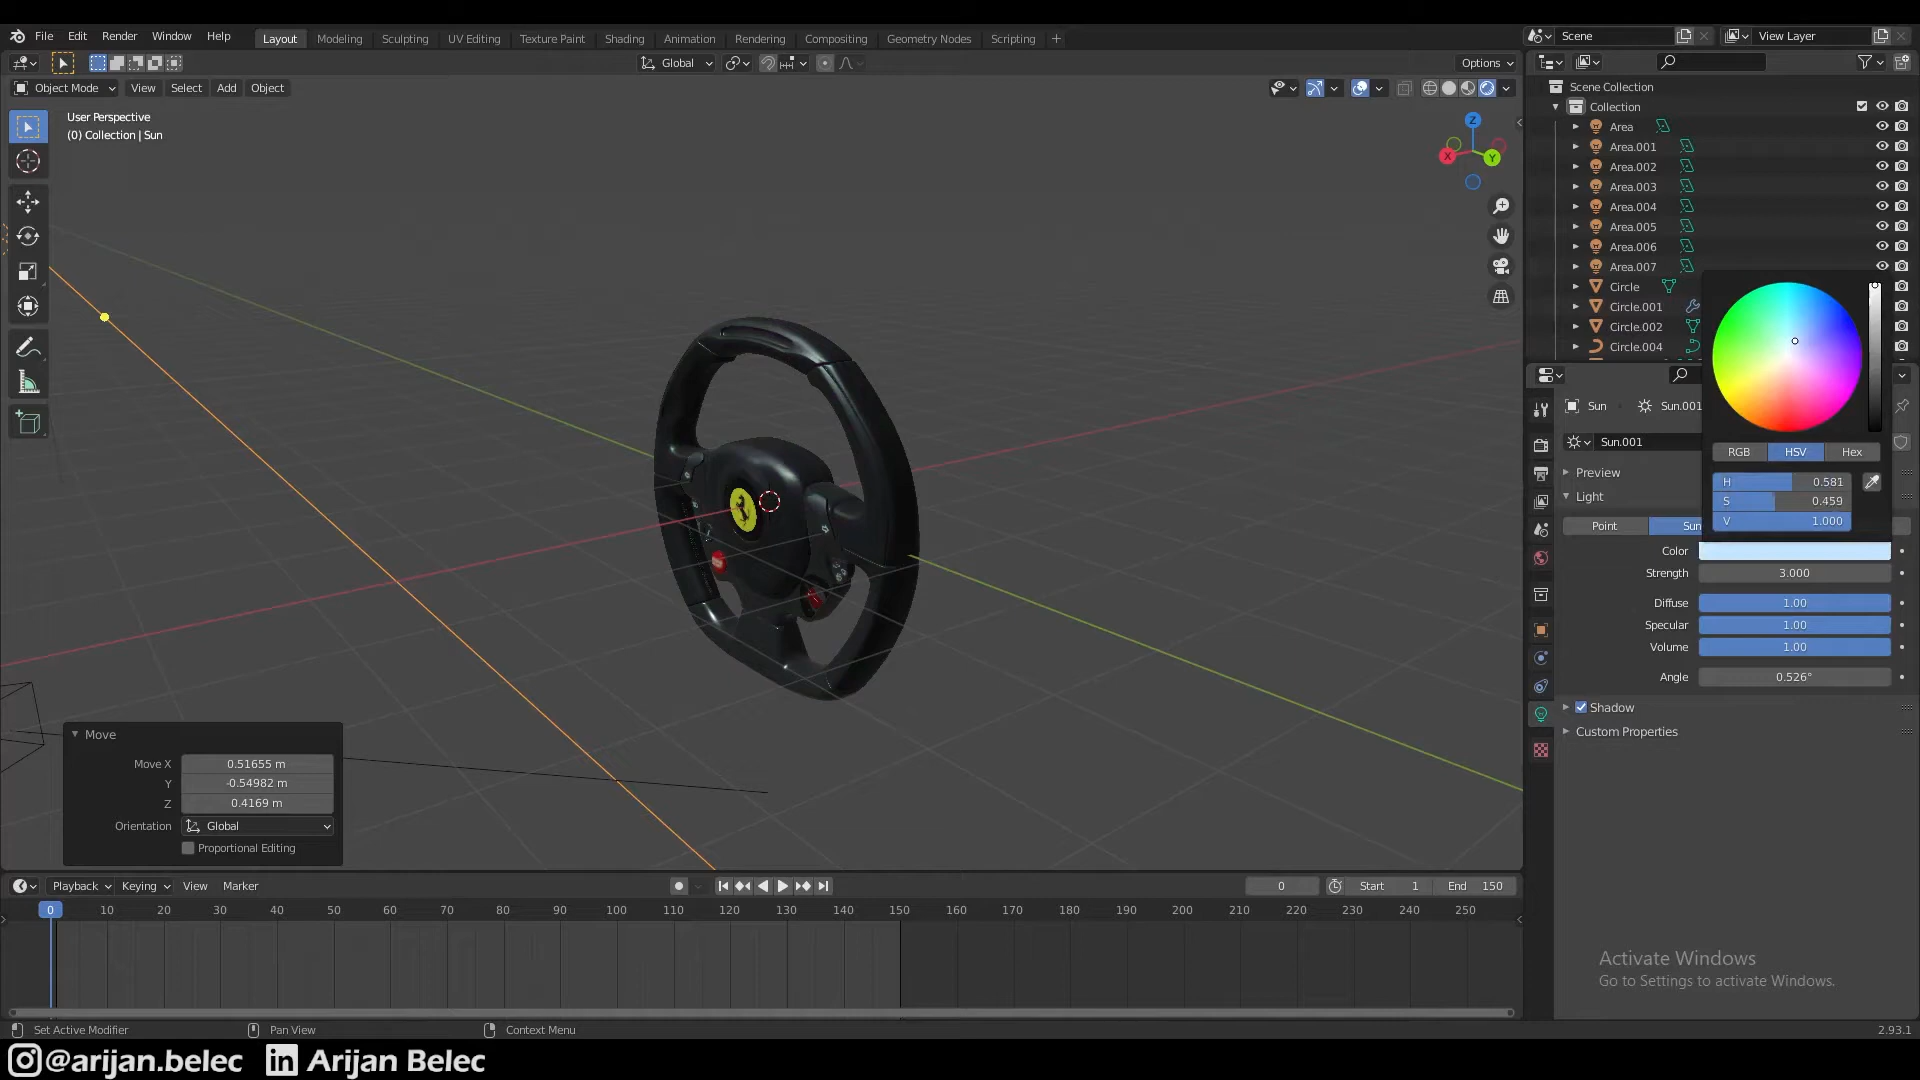 File Edit Render Window Help
Layout Modeling Sculpting UV Editing Texture Paint Shading Animation Rendering Compositing Geometry Nodes Scripting +
Scene
View Layer
Global
Options
Object Mode View Select Add Object
User Perspective
(0) Collection | Sun
Z
X
Y
Scene Collection
Collection
Area
Area.001
Area.002
Area.003
Area.004
Area.005
Area.006
Area.007
Circle
Circle.001
Circle.002
Circle.004
Sun Sun.001
Sun.001
RGB HSV Hex
H 0.581
S 0.459
V 1.000
Preview
Light
Point Sun
Color
Strength 3.000
Diffuse 1.00
Specular 1.00
Volume 1.00
Angle 0.526°
Shadow
Custom Properties
Move
Move X 0.51655 m
Y -0.54982 m
Z 0.4169 m
Orientation Global
Proportional Editing
Playback Keying View Marker
0
Start 1
End 150
0 10 20 30 40 50 60 70 80 90 100 110 120 130 140 150 160 170 180 190 200 210 220 230 240 250
Activate Windows
Go to Settings to activate Windows.
Set Active Modifier
Pan View
Context Menu
2.93.1
@arijan.belec in Arijan Belec